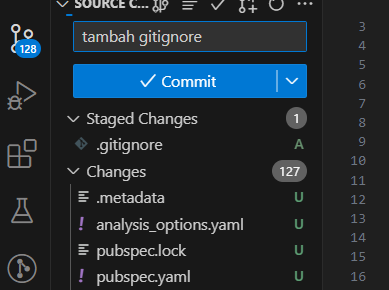 SOURCE C...
3
tambah gitignore
4
5
128
6
Commit
7
Staged Changes 1
8
.gitignore A
9
10
Changes 127
11
.metadata U
12
13
! analysis_options.yaml U
14
pubspec.lock U
15
! pubspec.yaml U
16